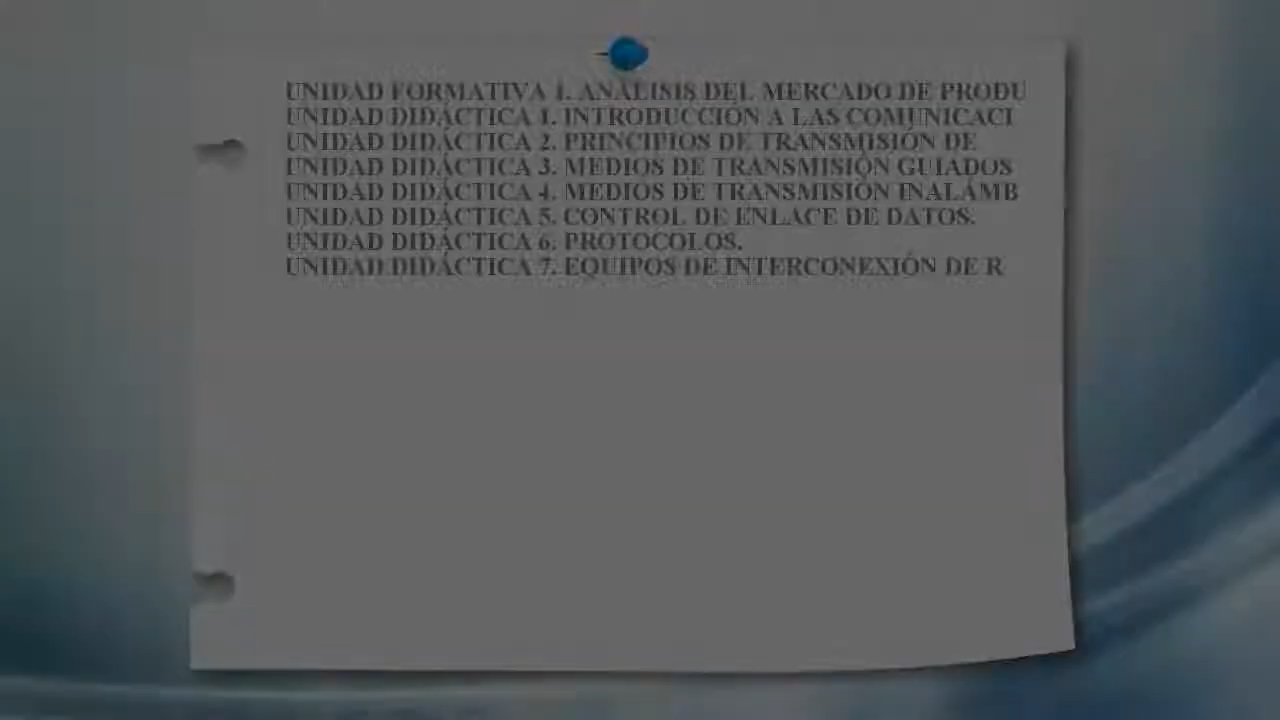 UNIDAD FORMATIVA 1. ANÁLISIS DEL MERCADO DE PRODU
UNIDAD DIDÁCTICA 1. INTRODUCCIÓN A LAS COMUNICACI
UNIDAD DIDÁCTICA 2. PRINCIPIOS DE TRANSMISIÓN DE
UNIDAD DIDÁCTICA 3. MEDIOS DE TRANSMISIÓN GUIADOS
UNIDAD DIDÁCTICA 4. MEDIOS DE TRANSMISIÓN INALÁMB
UNIDAD DIDÁCTICA 5. CONTROL DE ENLACE DE DATOS.
UNIDAD DIDÁCTICA 6. PROTOCOLOS.
UNIDAD DIDÁCTICA 7. EQUIPOS DE INTERCONEXIÓN DE R